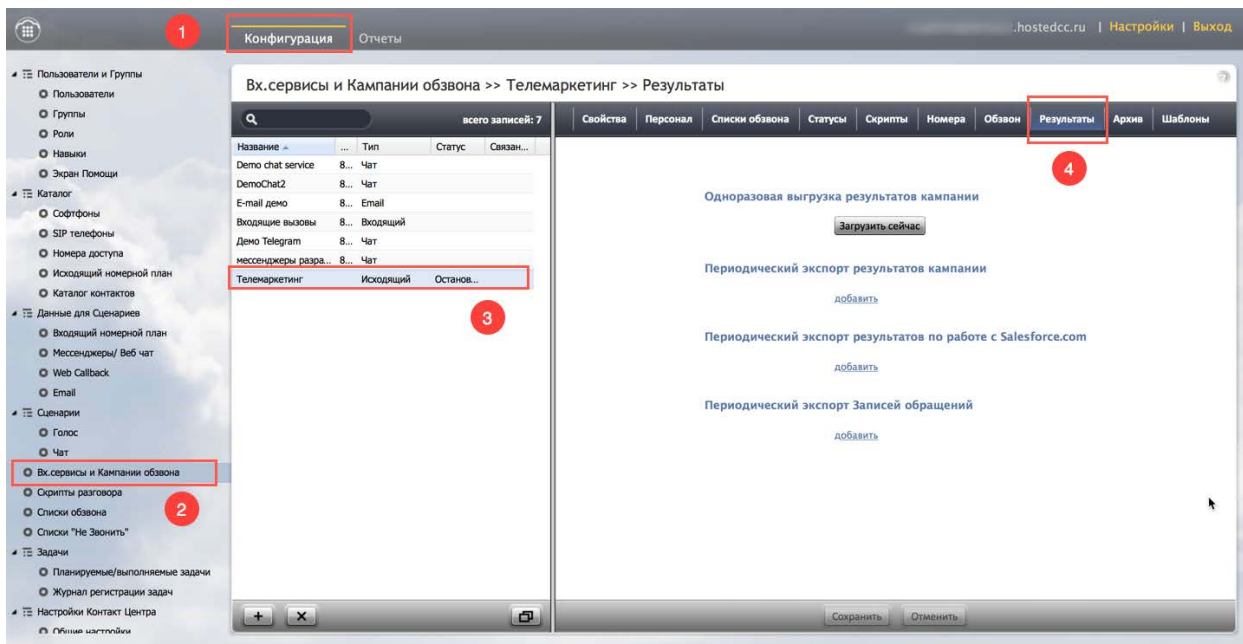 1
Конфигурация
Отчеты
.hostedcc.ru | Настройки | Выход
Пользователи и Группы
Пользователи
Группы
Роли
Навыки
Экран Помощи
Каталог
Софтфоны
SIP телефоны
Номера доступа
Исходящий номерной план
Каталог контактов
Данные для Сценариев
Входящий номерной план
Мессенджеры/ Веб чат
Web Callback
Email
Сценарии
Голос
Чат
Вх.сервисы и Кампании обзвона
Скрипты разговора
2
Списки обзвона
Списки "Не Звонить"
Задачи
Планируемые/выполняемые задачи
Журнал регистрации задач
Настройки Контакт Центра
Общие настройки
Вх.сервисы и Кампании обзвона >> Телемаркетинг >> Результаты
?
всего записей: 7
Название ... Тип Статус Связан...
Demo chat service 8... Чат
DemoChat2 8... Чат
E-mail демо 8... Email
Входящие вызовы 8... Входящий
Демо Telegram 8... Чат
мессенджеры разра... 8... Чат
Телемаркетинг Исходящий Останов...
3
Свойства Персонал Списки обзвона Статусы Скрипты Номера Обзвон Результаты Архив Шаблоны
4
Одноразовая выгрузка результатов кампании
Загрузить сейчас
Периодический экспорт результатов кампании
добавить
Периодический экспорт результатов по работе с Salesforce.com
добавить
Периодический экспорт Записей обращений
добавить
Сохранить Отменить